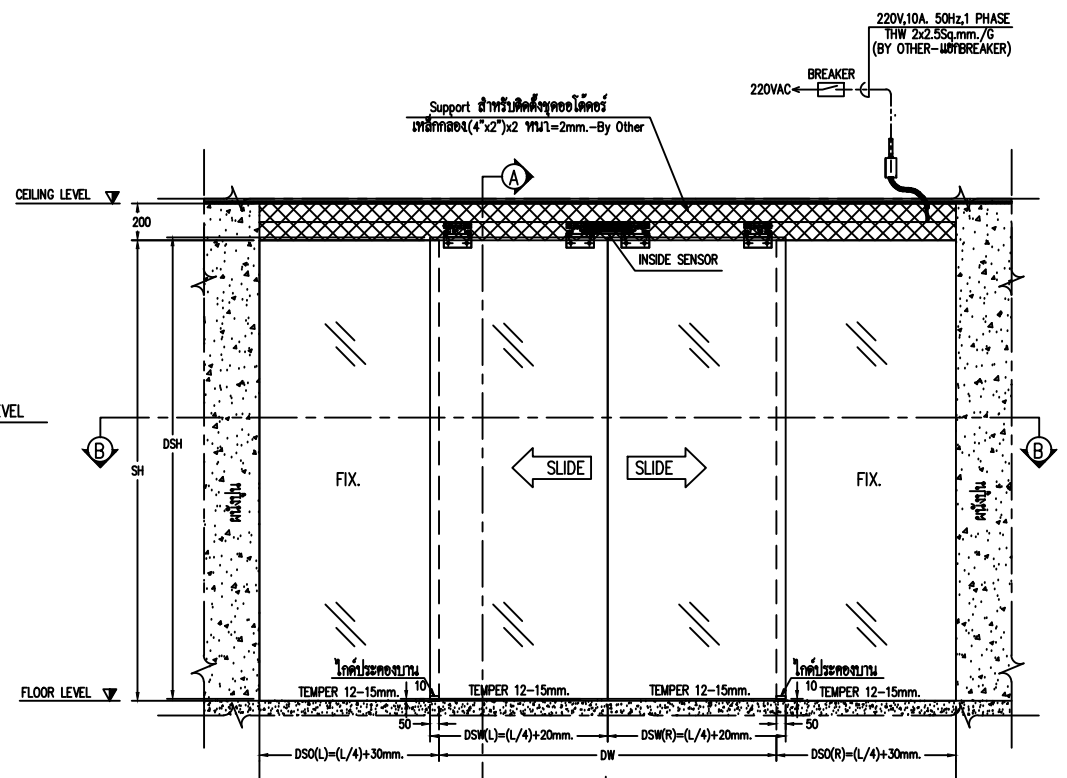 220V,10A. 50Hz,1 PHASE
THW 2x2.5Sq.mm./G
(BY OTHER-แยกBREAKER)
BREAKER
220VAC
Support สำหรับติดตั้งชุดออโต้ดอร์
เหล็กกล่อง(4"x2")x2 หนา=2mm.-By Other
A
CEILING LEVEL
200
INSIDE SENSOR
EVEL
B
B
SH
DSH
SLIDE
SLIDE
FIX.
FIX.
ผนังปูน
ผนังปูน
ไกด์ประคองบาน
ไกด์ประคองบาน
FLOOR LEVEL
TEMPER 12-15mm.
10
TEMPER 12-15mm.
TEMPER 12-15mm.
10
TEMPER 12-15mm.
50
50
DSW(L)=(L/4)+20mm.
DSW(R)=(L/4)+20mm.
DSO(L)=(L/4)+30mm.
DW
DSO(R)=(L/4)+30mm.